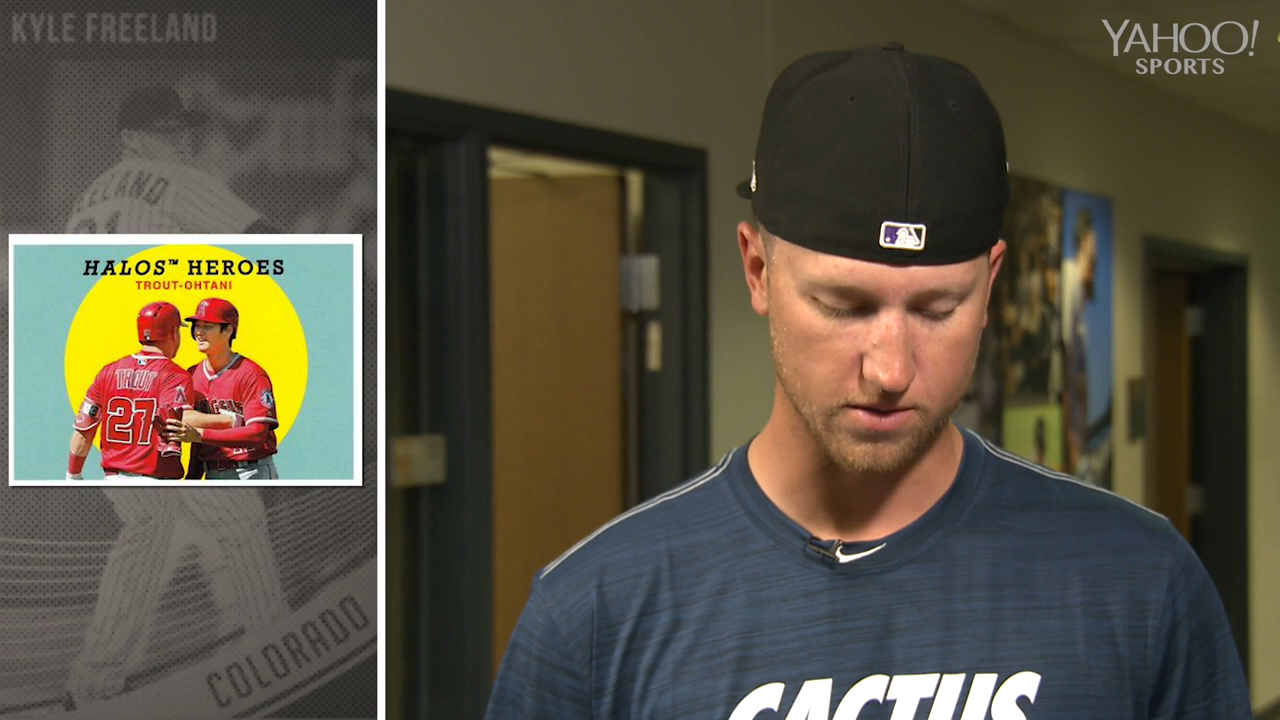 KYLE FREELAND
YAHOO!
SPORTS
HALOS™ HEROES
TROUT-OHTANI
TROUT
27
COLORADO
CACTUS